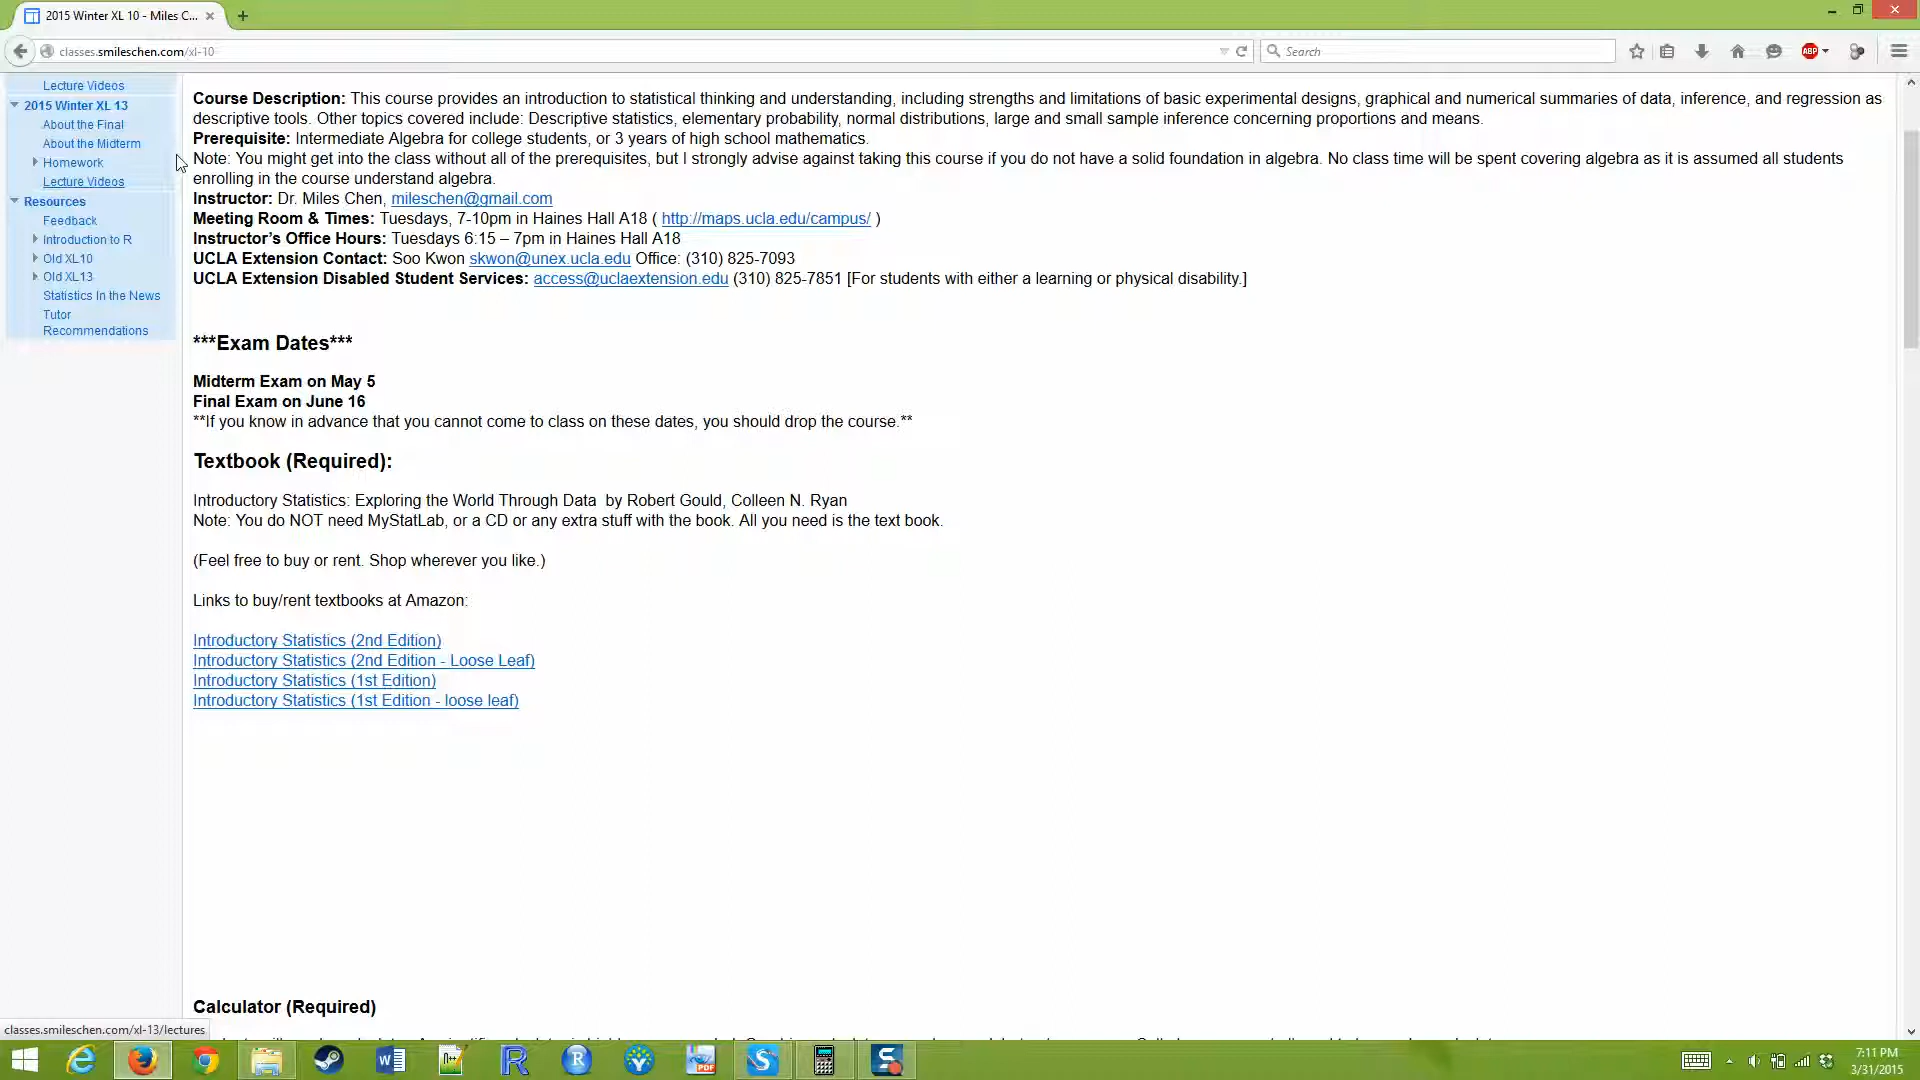 2015 Winter XL 10 - Miles C...
classes.smileschen.com/xl-10
Search
ABP
Lecture Videos
2015 Winter XL 13
About the Final
About the Midterm
Homework
Lecture Videos
Resources
Feedback
Introduction to R
Old XL10
Old XL13
Statistics In the News
Tutor
Recommendations
Course Description: This course provides an introduction to statistical thinking and understanding, including strengths and limitations of basic experimental designs, graphical and numerical summaries of data, inference, and regression as
descriptive tools. Other topics covered include: Descriptive statistics, elementary probability, normal distributions, large and small sample inference concerning proportions and means.
Prerequisite: Intermediate Algebra for college students, or 3 years of high school mathematics.
Note: You might get into the class without all of the prerequisites, but I strongly advise against taking this course if you do not have a solid foundation in algebra. No class time will be spent covering algebra as it is assumed all students
enrolling in the course understand algebra.
Instructor: Dr. Miles Chen, mileschen@gmail.com
Meeting Room & Times: Tuesdays, 7-10pm in Haines Hall A18 ( http://maps.ucla.edu/campus/ )
Instructor's Office Hours: Tuesdays 6:15 – 7pm in Haines Hall A18
UCLA Extension Contact: Soo Kwon skwon@unex.ucla.edu Office: (310) 825-7093
UCLA Extension Disabled Student Services: access@uclaextension.edu (310) 825-7851 [For students with either a learning or physical disability.]
***Exam Dates***
Midterm Exam on May 5
Final Exam on June 16
**If you know in advance that you cannot come to class on these dates, you should drop the course.**
Textbook (Required):
Introductory Statistics: Exploring the World Through Data by Robert Gould, Colleen N. Ryan
Note: You do NOT need MyStatLab, or a CD or any extra stuff with the book. All you need is the text book.
(Feel free to buy or rent. Shop wherever you like.)
Links to buy/rent textbooks at Amazon:
Introductory Statistics (2nd Edition)
Introductory Statistics (2nd Edition - Loose Leaf)
Introductory Statistics (1st Edition)
Introductory Statistics (1st Edition - loose leaf)
Calculator (Required)
classes.smileschen.com/xl-13/lectures
7:11 PM
3/31/2015